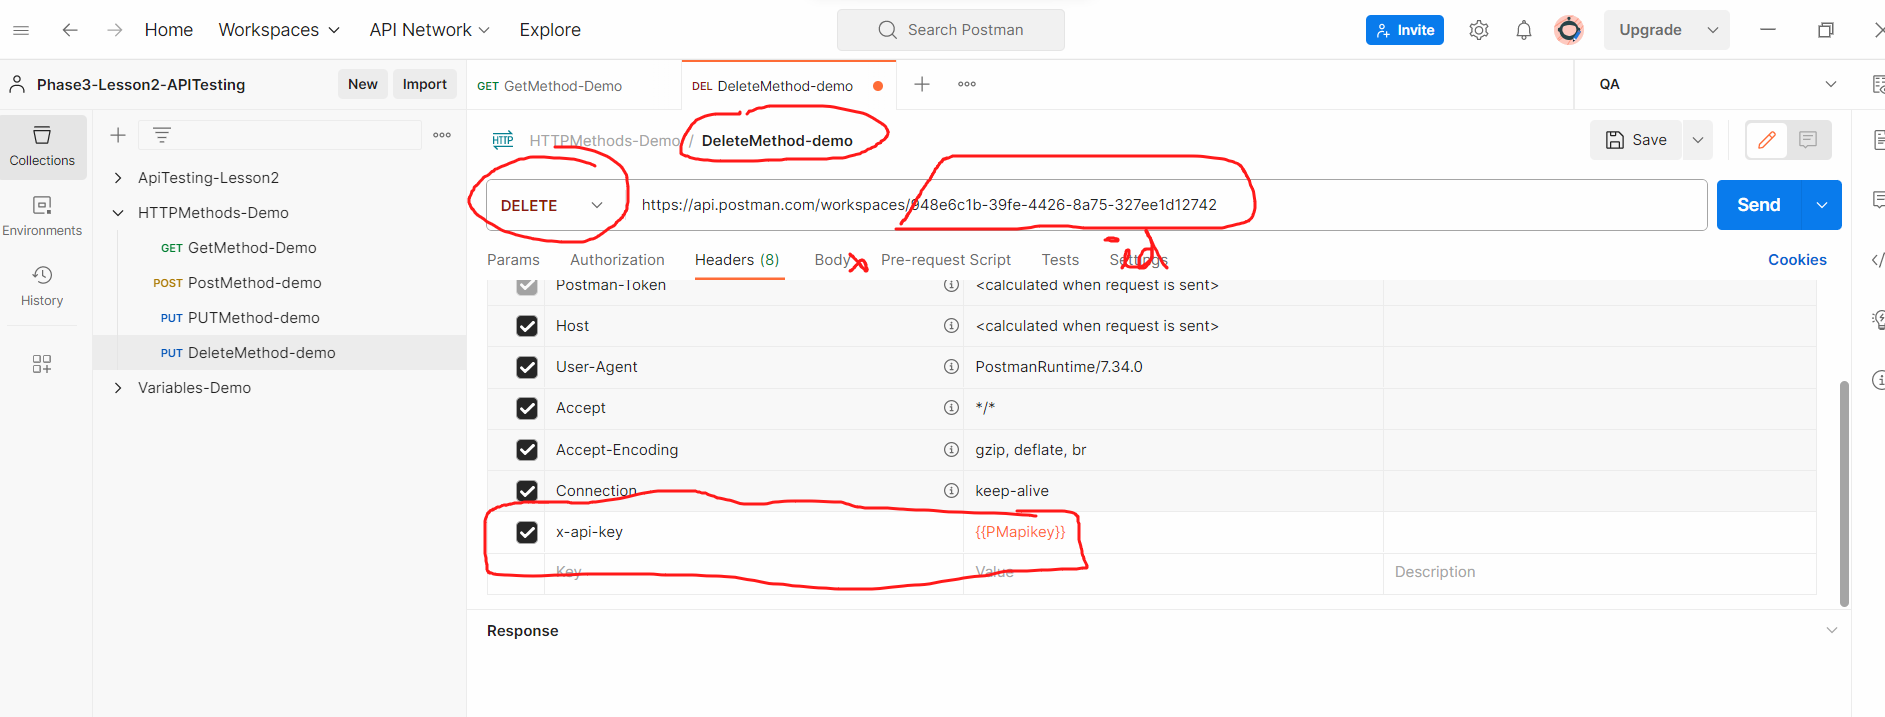 Home Workspaces API Network Explore Search Postman Invite Upgrade
Phase3-Lesson2-APITesting New Import GET GetMethod-Demo DEL DeleteMethod-demo QA
HTTP HTTPMethods-Demo / DeleteMethod-demo Save
Collections
Environments
History
ApiTesting-Lesson2
HTTPMethods-Demo
GET GetMethod-Demo
POST PostMethod-demo
PUT PUTMethod-demo
PUT DeleteMethod-demo
Variables-Demo
DELETE https://api.postman.com/workspaces/948e6c1b-39fe-4426-8a75-327ee1d12742 Send
id
Params Authorization Headers (8) Body x Pre-request Script Tests Settings Cookies
Postman-Token <calculated when request is sent>
Host <calculated when request is sent>
User-Agent PostmanRuntime/7.34.0
Accept */*
Accept-Encoding gzip, deflate, br
Connection keep-alive
x-api-key {{PMapikey}}
Key Value Description
Response